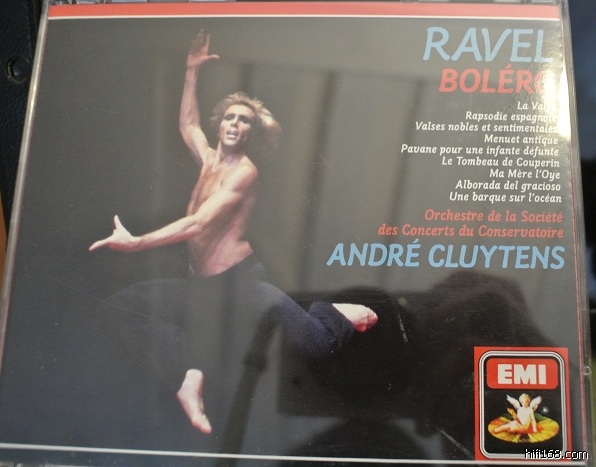 RAVEL
BOLÉRO
La Valse
Rapsodie espagnole
Valses nobles et sentimentales
Menuet antique
Pavane pour une infante défunte
Le Tombeau de Couperin
Ma Mère l'Oye
Alborada del gracioso
Une barque sur l'océan
Orchestre de la Société
des Concerts du Conservatoire
ANDRÉ CLUYTENS
EMI
hifi168.com